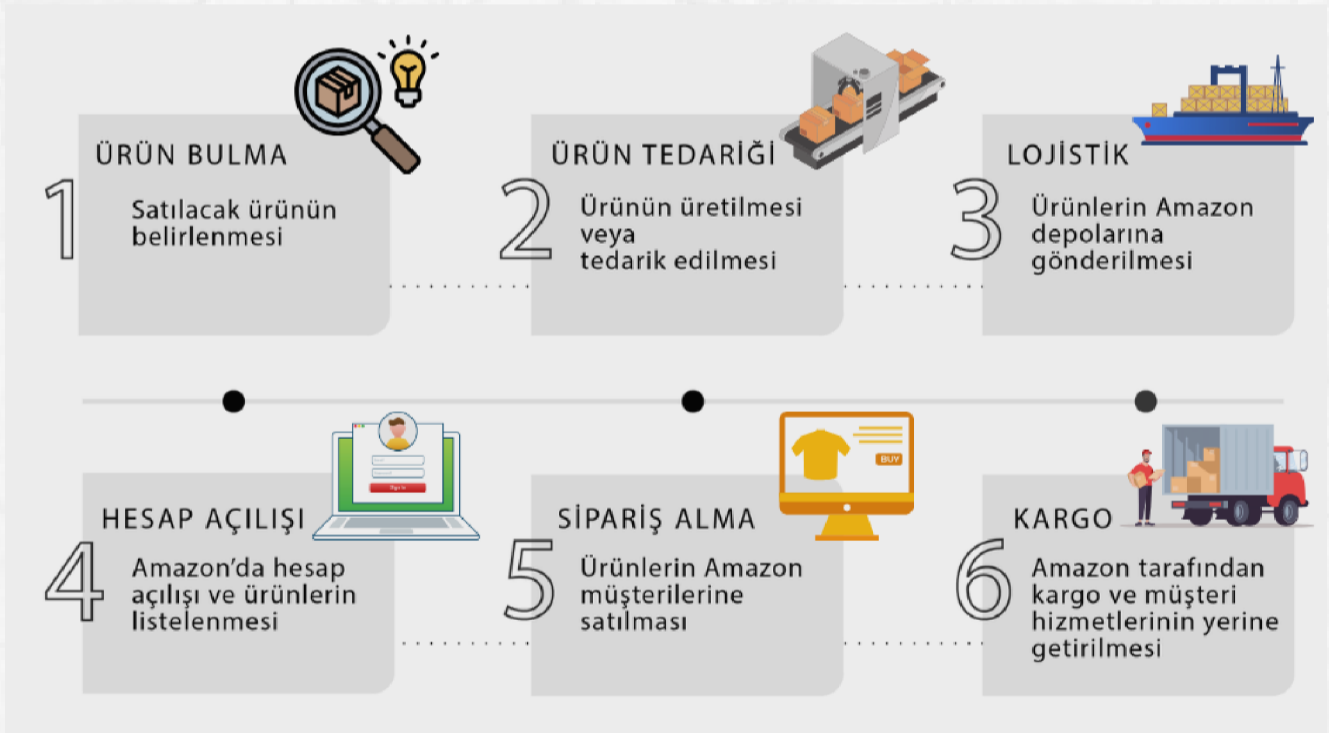 ÜRÜN BULMA
1
Satılacak ürünün
belirlenmesi
ÜRÜN TEDARİĞİ
2
Ürünün üretilmesi
veya
tedarik edilmesi
LOJİSTİK
3
Ürünlerin Amazon
depolarına
gönderilmesi
HESAP AÇILIŞI
4
Amazon’da hesap
açılışı ve ürünlerin
listelenmesi
Sign In
SİPARİŞ ALMA
5
Ürünlerin Amazon
müşterilerine
satılması
BUY
KARGO
6
Amazon tarafından
kargo ve müşteri
hizmetlerinin yerine
getirilmesi